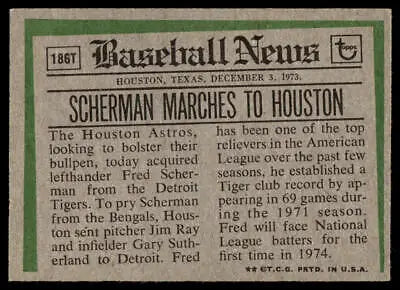 186T
Baseball News
topps
HOUSTON, TEXAS, DECEMBER 3, 1973.
SCHERMAN MARCHES TO HOUSTON
The Houston Astros,
looking to bolster their
bullpen, today acquired
lefthander Fred Scher-
man from the Detroit
Tigers. To pry Scherman
from the Bengals, Hous-
ton sent pitcher Jim Ray
and infielder Gary Suth-
erland to Detroit. Fred
has been one of the top
relievers in the American
League over the past few
seasons, he established a
Tiger club record by ap-
pearing in 69 games dur-
ing the 1971 season.
Fred will face National
League batters for the
first time in 1974.
** ©T.C.G. PRTD. IN U.S.A.